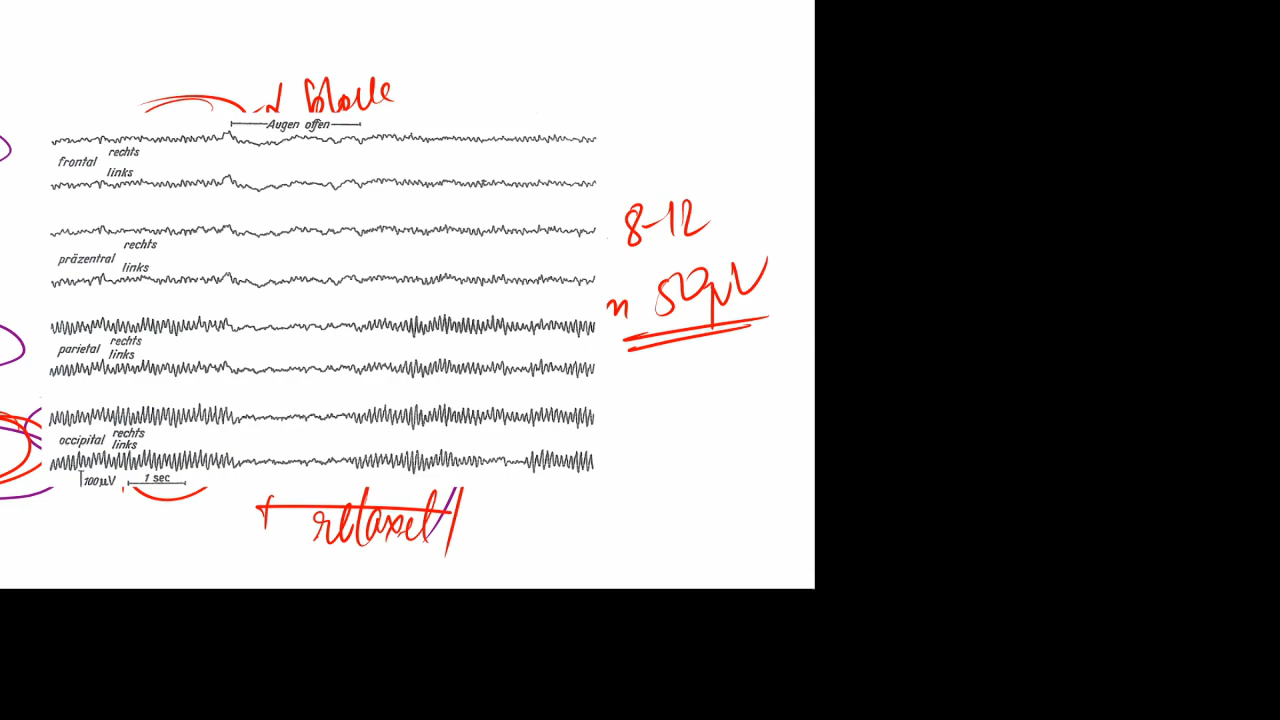 Augen offen
rechts
frontal
links
rechts
präzentral
links
8-12
50μV
rechts
parietal
links
rechts
occipital
links
100μV
1 sec
relaxed